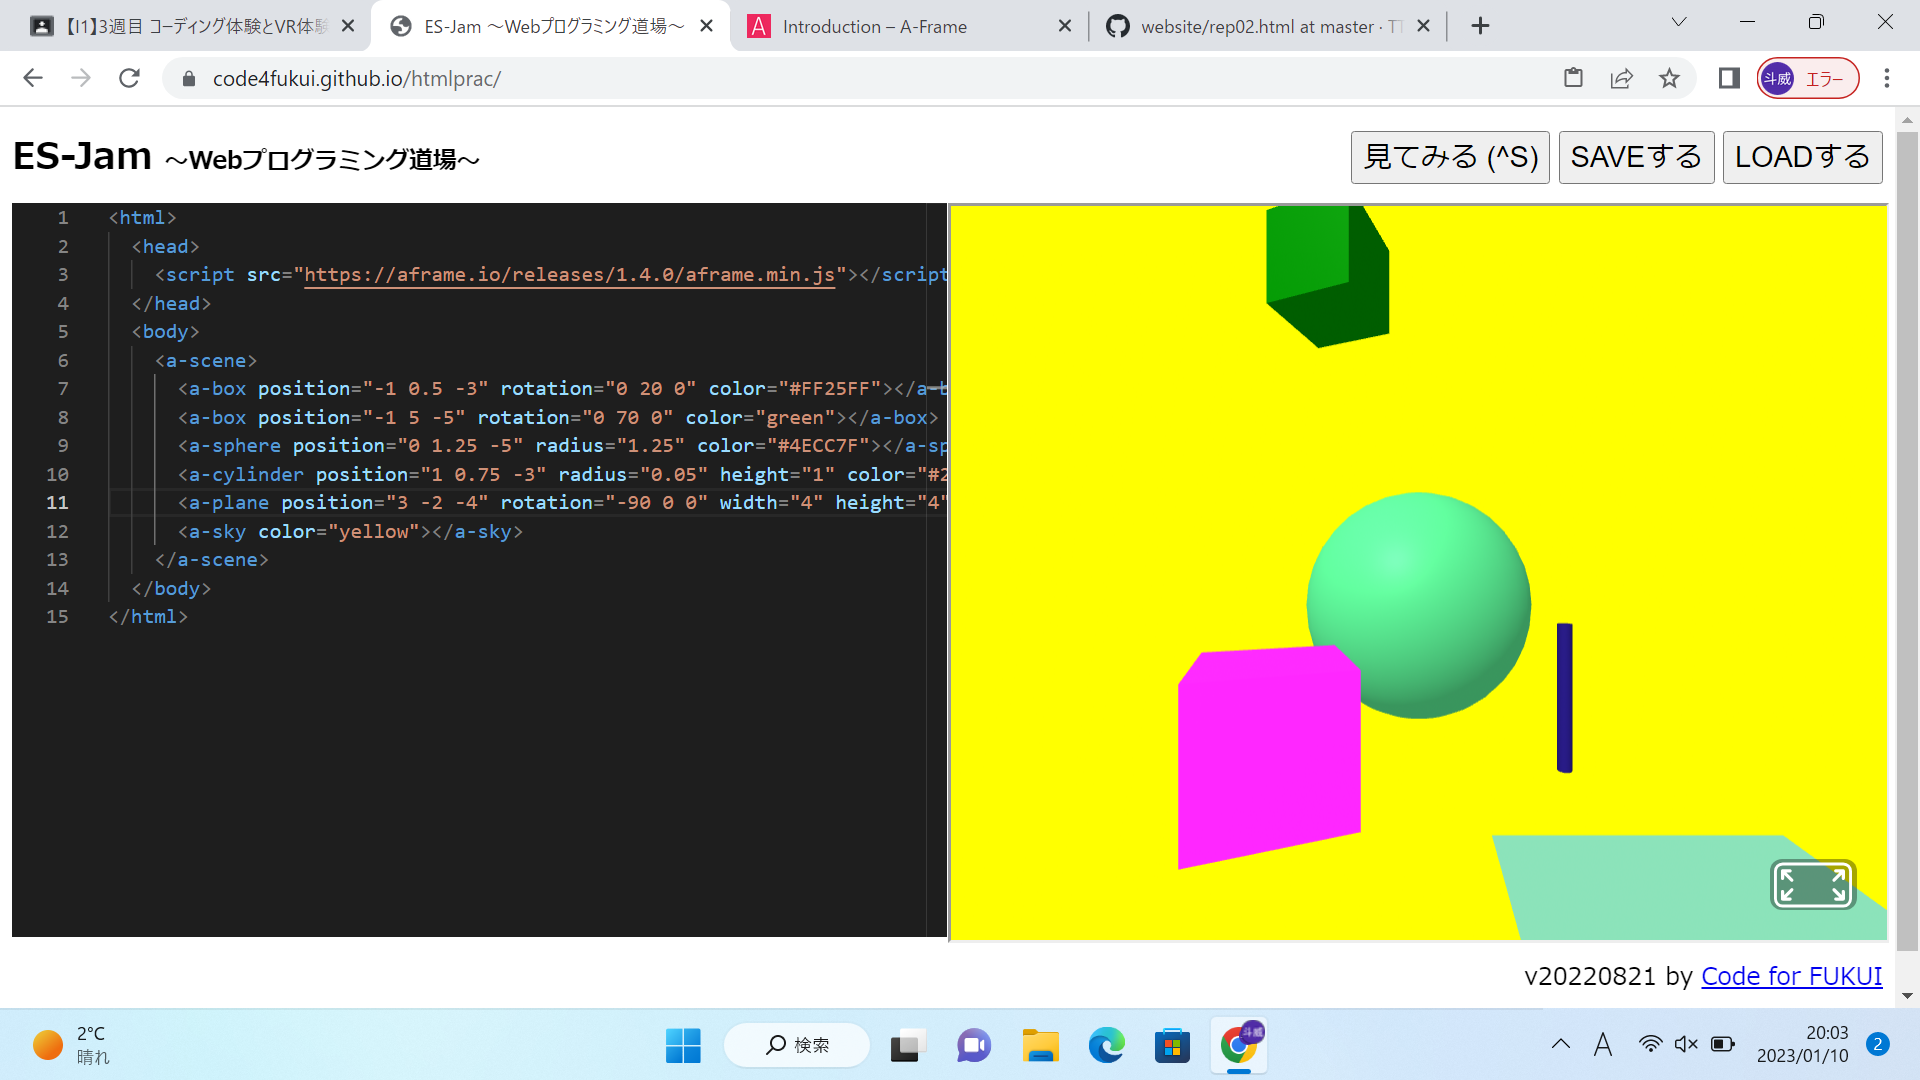 【I1】3週目 コーディング体験とVR体験
ES-Jam ～Webプログラミング道場～
Introduction – A-Frame
website/rep02.html at master · TT
code4fukui.github.io/htmlprac/
斗威 エラー
ES-Jam ～Webプログラミング道場～
見てみる (^S)
SAVEする
LOADする
1 <html>
2 <head>
3 <script src="https://aframe.io/releases/1.4.0/aframe.min.js"></script
4 </head>
5 <body>
6 <a-scene>
7 <a-box position="-1 0.5 -3" rotation="0 20 0" color="#FF25FF"></a-b
8 <a-box position="-1 5 -5" rotation="0 70 0" color="green"></a-box>
9 <a-sphere position="0 1.25 -5" radius="1.25" color="#4ECC7F"></a-sp
10 <a-cylinder position="1 0.75 -3" radius="0.05" height="1" color="#2
11 <a-plane position="3 -2 -4" rotation="-90 0 0" width="4" height="4"
12 <a-sky color="yellow"></a-sky>
13 </a-scene>
14 </body>
15 </html>
v20220821 by Code for FUKUI
2°C
晴れ
検索
斗威
A
20:03
2023/01/10
2